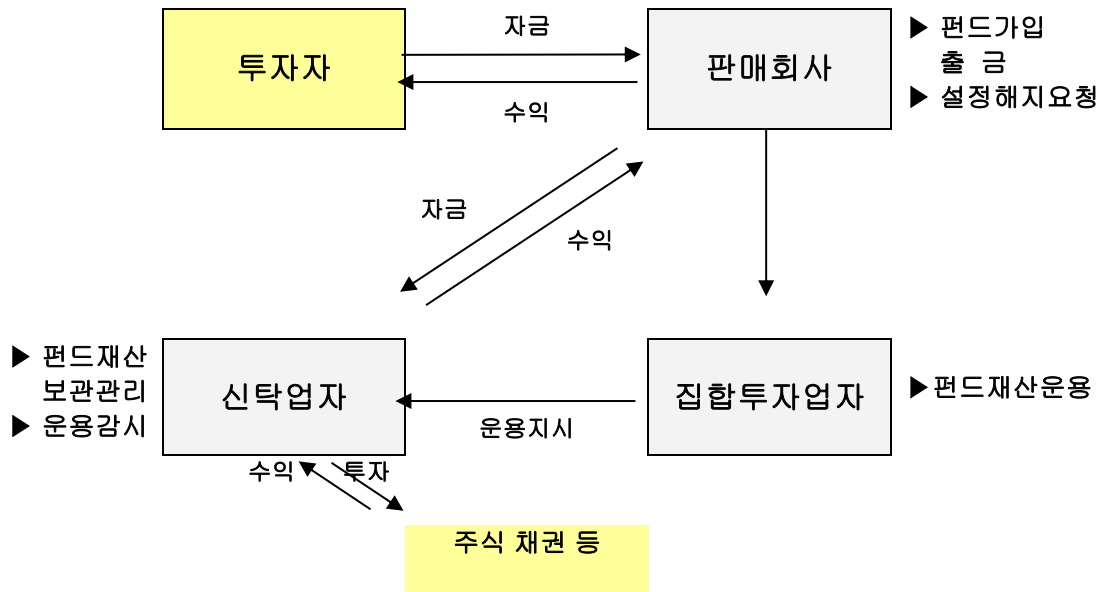 자금
투자자
판매회사
▶ 펀드가입
출 금
▶ 설정해지요청
수익
자금
수익
▶ 펀드재산
보관관리
▶ 운용감시
신탁업자
집합투자업자
▶펀드재산운용
운용지시
수익
투자
주식 채권 등